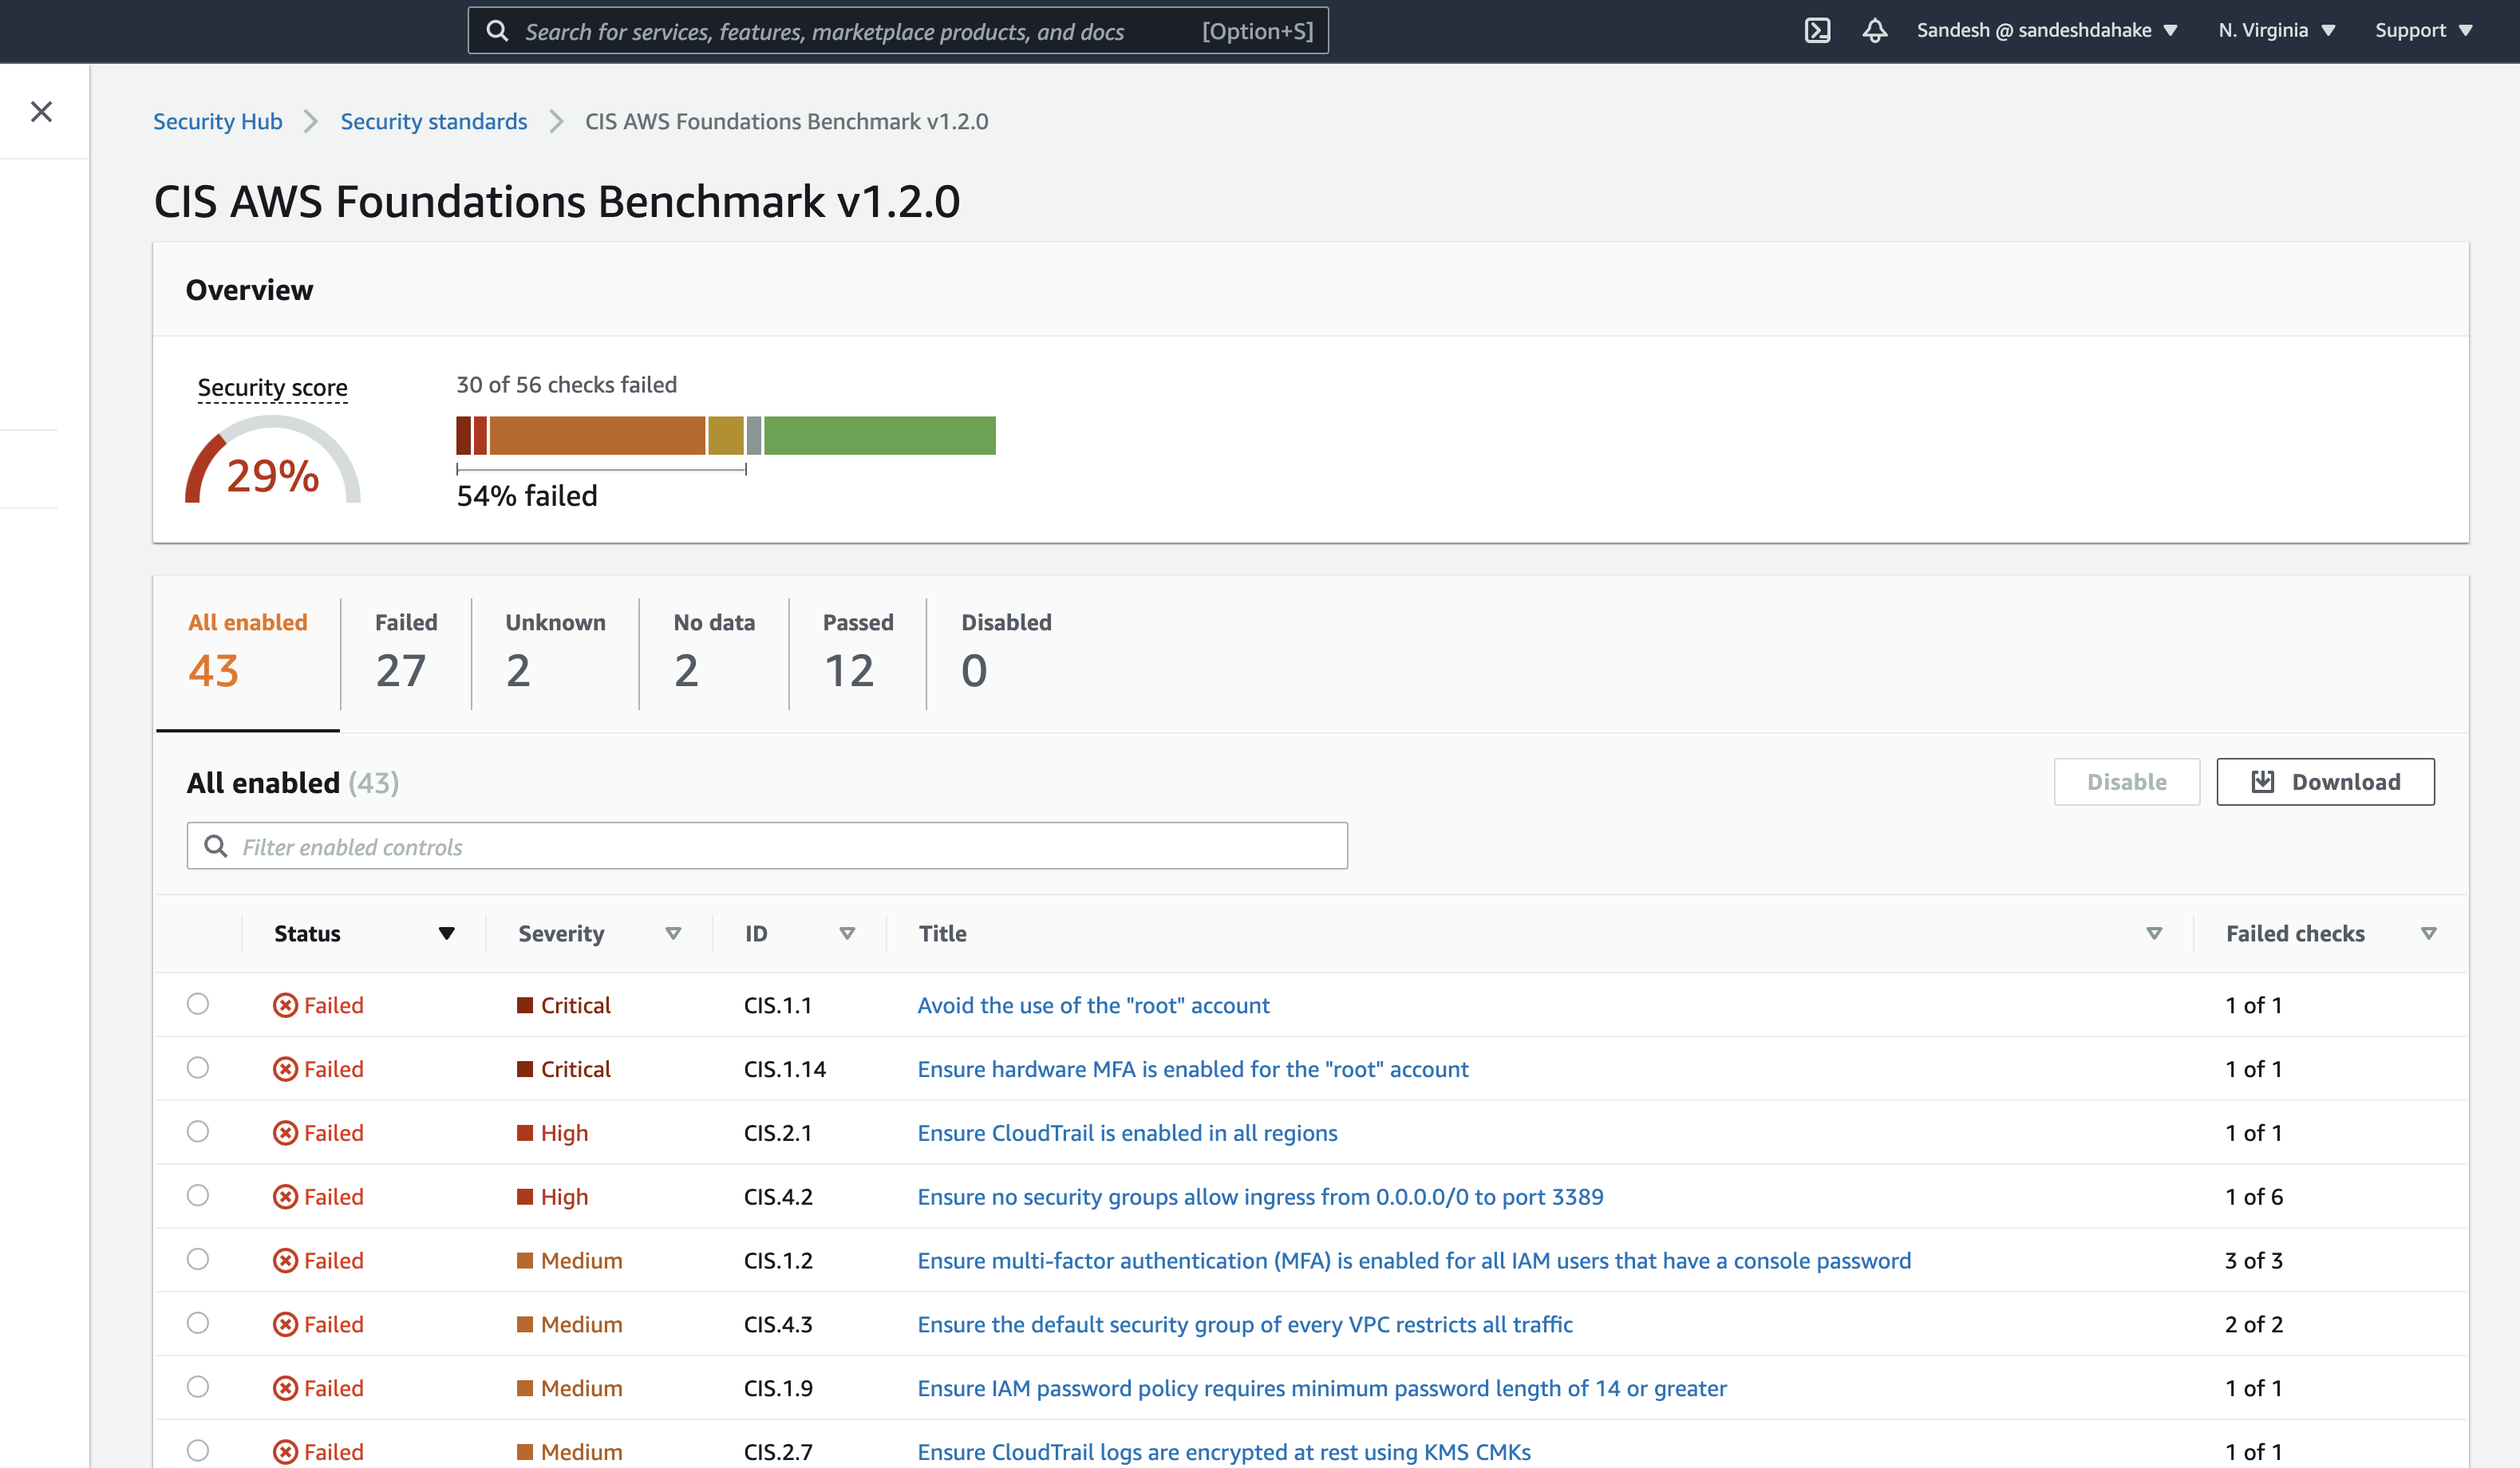 Search for services, features, marketplace products, and docs [Option+S] Sandesh @ sandeshdahake N. Virginia Support
Security Hub Security standards CIS AWS Foundations Benchmark v1.2.0
CIS AWS Foundations Benchmark v1.2.0
Overview
Security score
29%
30 of 56 checks failed
54% failed
All enabled Failed Unknown No data Passed Disabled
43 27 2 2 12 0
All enabled (43) Disable Download
Filter enabled controls
Status Severity ID Title Failed checks
Failed Critical CIS.1.1 Avoid the use of the "root" account 1 of 1
Failed Critical CIS.1.14 Ensure hardware MFA is enabled for the "root" account 1 of 1
Failed High CIS.2.1 Ensure CloudTrail is enabled in all regions 1 of 1
Failed High CIS.4.2 Ensure no security groups allow ingress from 0.0.0.0/0 to port 3389 1 of 6
Failed Medium CIS.1.2 Ensure multi-factor authentication (MFA) is enabled for all IAM users that have a console password 3 of 3
Failed Medium CIS.4.3 Ensure the default security group of every VPC restricts all traffic 2 of 2
Failed Medium CIS.1.9 Ensure IAM password policy requires minimum password length of 14 or greater 1 of 1
Failed Medium CIS.2.7 Ensure CloudTrail logs are encrypted at rest using KMS CMKs 1 of 1